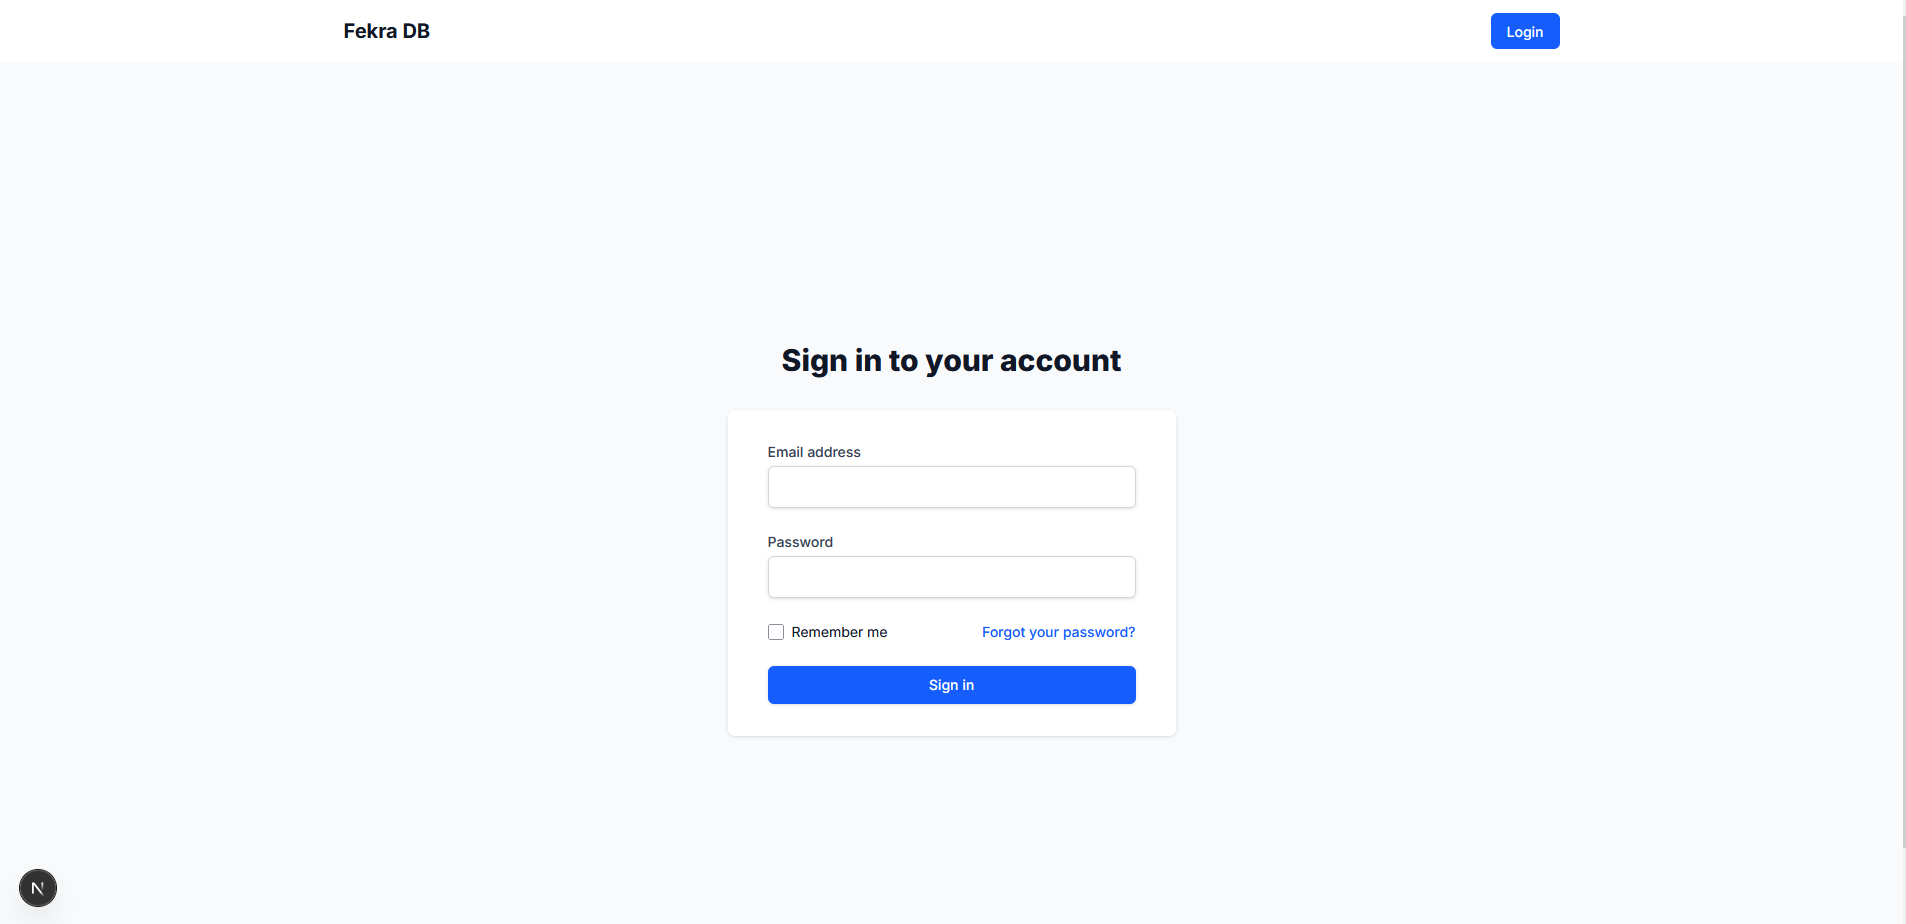 Fekra DB
Login
Sign in to your account
Email address
Password
Remember me
Forgot your password?
Sign in
N